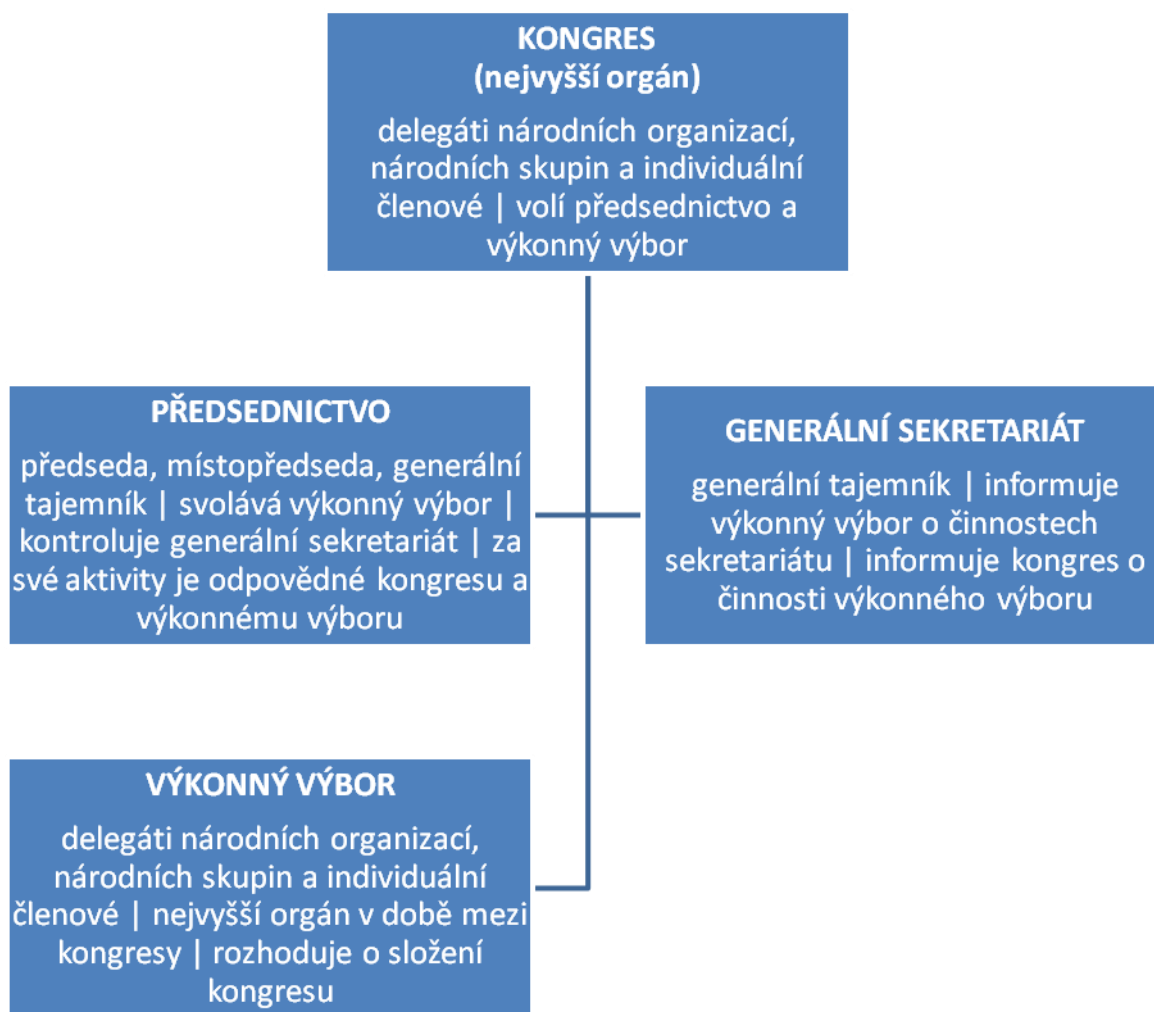 KONGRES
(nejvyšší orgán)
delegáti národních organizací,
národních skupin a individuální
členové | volí předsednictvo a
výkonný výbor
PŘEDSEDNICTVO
předseda, místopředseda, generální
tajemník | svolává výkonný výbor |
kontroluje generální sekretariát | za
své aktivity je odpovědné kongresu a
výkonnému výboru
GENERÁLNÍ SEKRETARIÁT
generální tajemník | informuje
výkonný výbor o činnostech
sekretariátu | informuje kongres o
činnosti výkonného výboru
VÝKONNÝ VÝBOR
delegáti národních organizací,
národních skupin a individuální
členové | nejvyšší orgán v době mezi
kongresy | rozhoduje o složení
kongresu